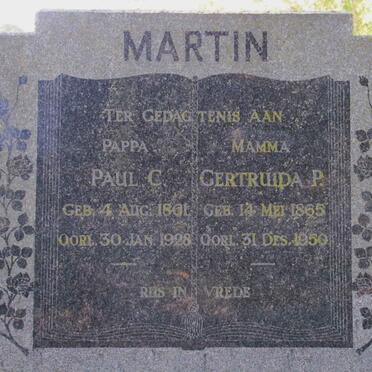 MARTIN
TER GEDAGTENIS AAN
PAPPA MAMMA
PAUL C. GERTRUIDA P.
GEB. 4 AUG. 1861 GEB. 14 MEI 1865
OORL. 30 JAN. 1928 OORL. 31 DES. 1950
RUS IN VREDE